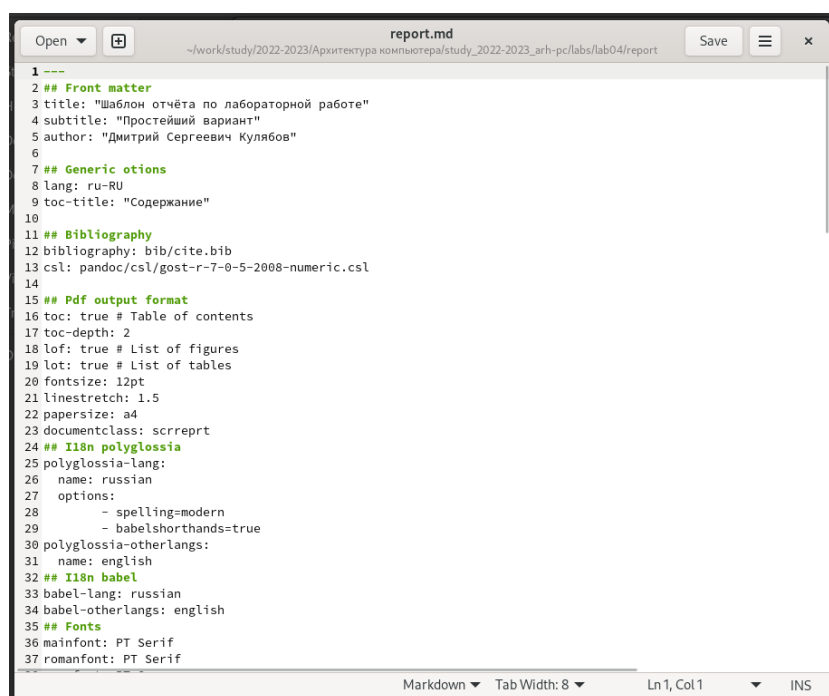 Open
report.md
~/work/study/2022-2023/Архитектура компьютера/study_2022-2023_arh-pc/labs/lab04/report
Save
1 ---
2 ## Front matter
3 title: "Шаблон отчёта по лабораторной работе"
4 subtitle: "Простейший вариант"
5 author: "Дмитрий Сергеевич Кулябов"
6
7 ## Generic otions
8 lang: ru-RU
9 toc-title: "Содержание"
10
11 ## Bibliography
12 bibliography: bib/cite.bib
13 csl: pandoc/csl/gost-r-7-0-5-2008-numeric.csl
14
15 ## Pdf output format
16 toc: true # Table of contents
17 toc-depth: 2
18 lof: true # List of figures
19 lot: true # List of tables
20 fontsize: 12pt
21 linestretch: 1.5
22 papersize: a4
23 documentclass: scrreprt
24 ## I18n polyglossia
25 polyglossia-lang:
26   name: russian
27   options:
28         - spelling=modern
29         - babelshorthands=true
30 polyglossia-otherlangs:
31   name: english
32 ## I18n babel
33 babel-lang: russian
34 babel-otherlangs: english
35 ## Fonts
36 mainfont: PT Serif
37 romanfont: PT Serif
Markdown Tab Width: 8 Ln 1, Col 1 INS